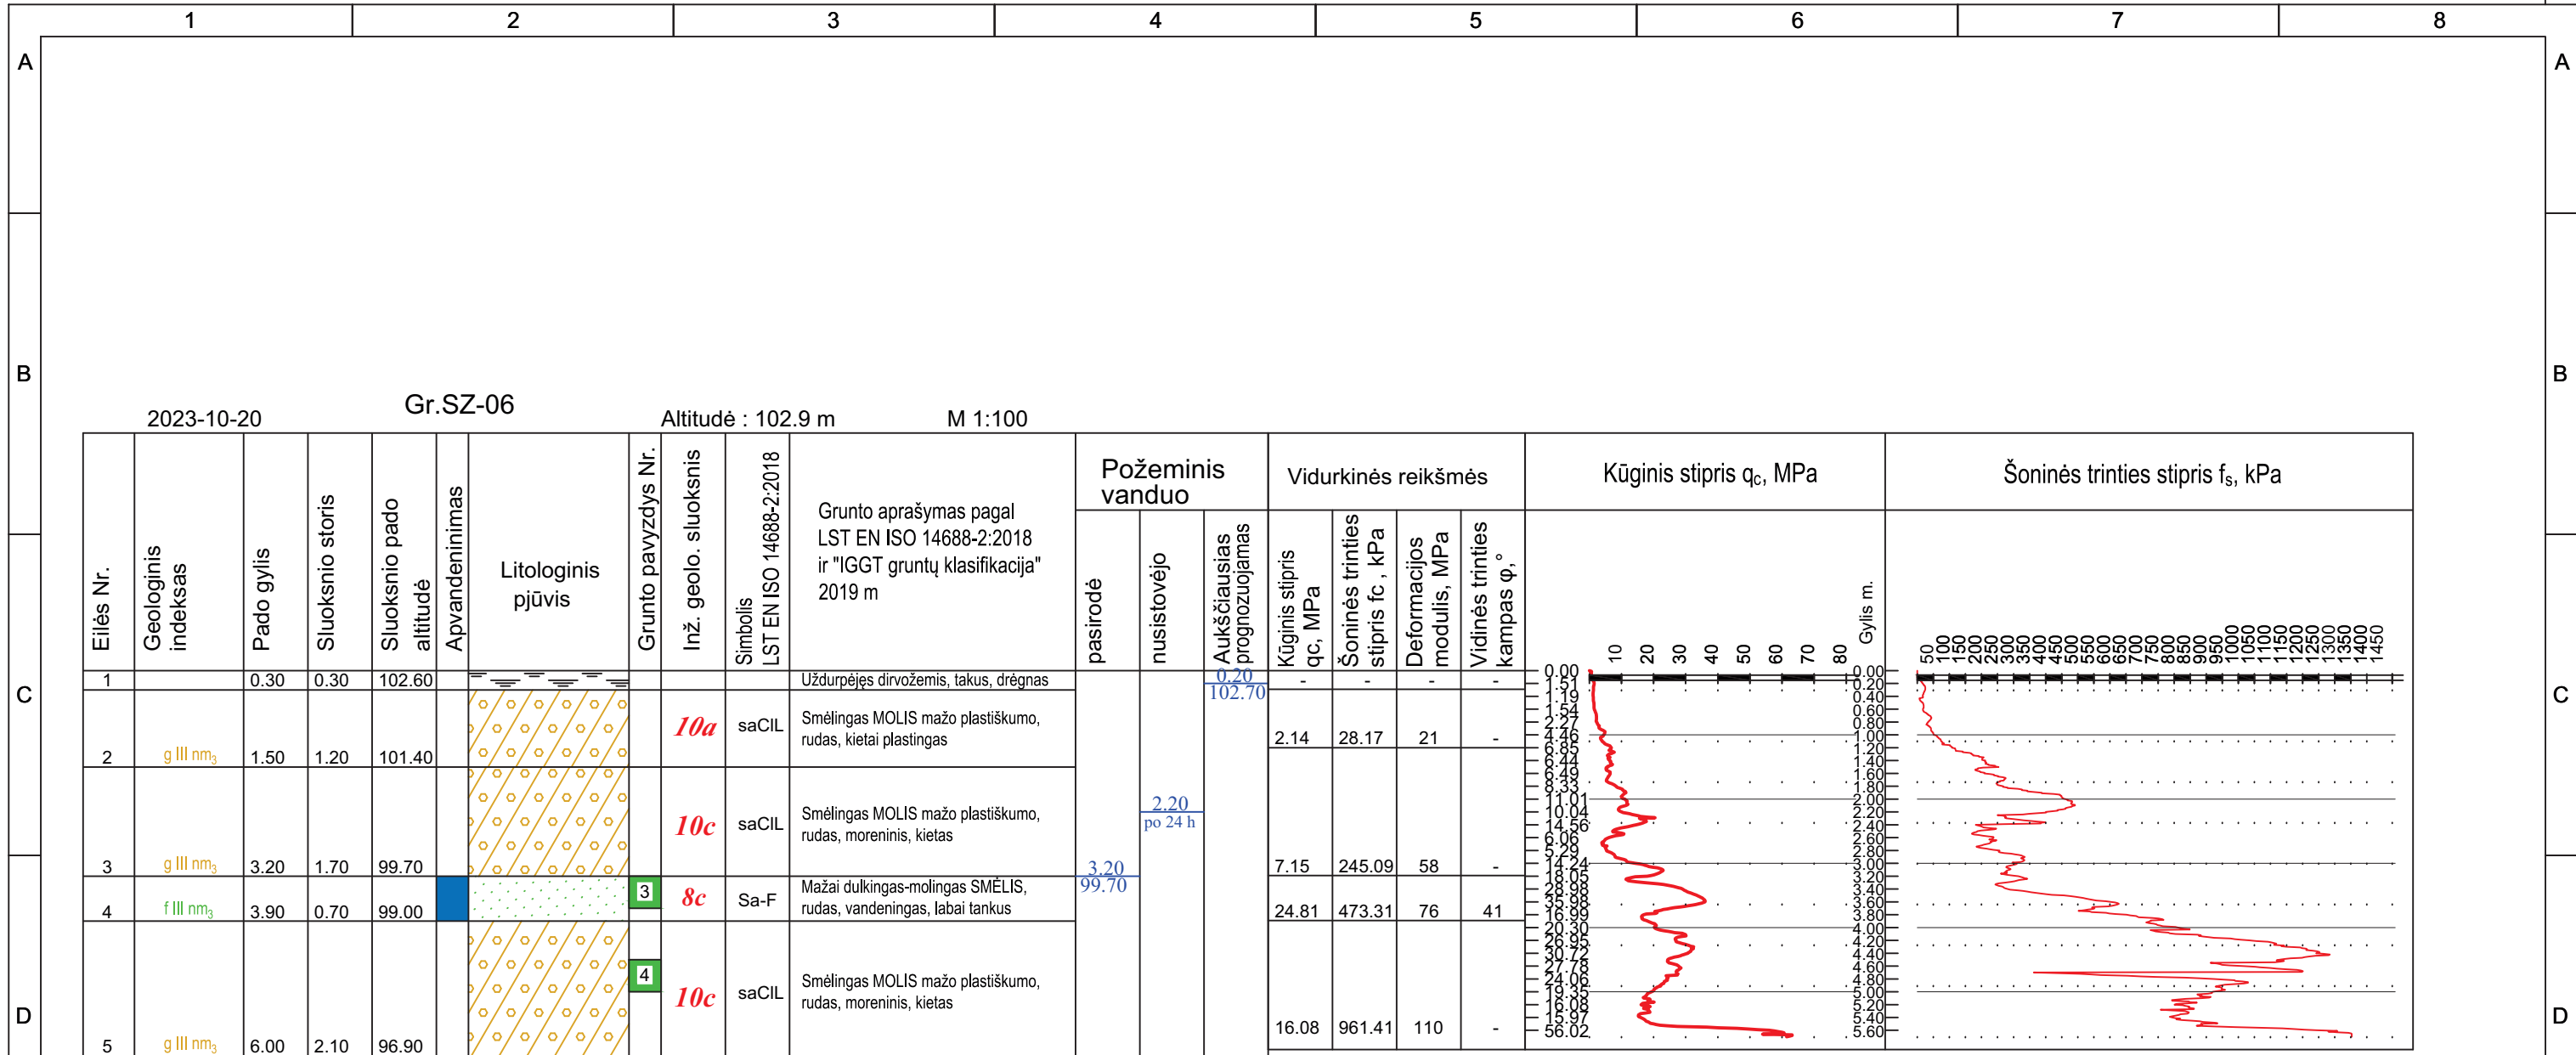 1 2 3 4 5 6 7 8
A A
B B
C C
D D
2023-10-20 Gr.SZ-06 Altitudė : 102.9 m M 1:100
Eilės Nr.
Geologinis indeksas
Pado gylis
Sluoksnio storis
Sluoksnio pado altitudė
Apvandeninimas
Litologinis
pjūvis
Grunto pavyzdys Nr.
Inž. geolo. sluoksnis
Simbolis
LST EN ISO 14688-2:2018
Grunto aprašymas pagal
LST EN ISO 14688-2:2018
ir "IGGT gruntų klasifikacija"
2019 m
Požeminis
vanduo
pasirodė
nusistovėjo
Aukščiausias
prognozuojamas
Vidurkinės reikšmės
Kūginis stipris
qc, MPa
Šoninės trinties
stipris fc , kPa
Deformacijos
modulis, MPa
Vidinės trinties
kampas φ,°
Kūginis stipris qc, MPa
Šoninės trinties stipris fs, kPa
10 20 30 40 50 60 70 80
Gylis m.
50 100 150 200 250 300 350 400 450 500 550 600 650 700 750 800 850 900 950 1000 1050 1100 1150 1200 1250 1300 1350 1400 1450
1 0.30 0.30 102.60 Uždurpėjęs dirvožemis, takus, drėgnas - - - -
0.20
102.70
10a saClL Smėlingas MOLIS mažo plastiškumo,
rudas, kietai plastingas
2 g III nm3 1.50 1.20 101.40 2.14 28.17 21 -
10c saClL Smėlingas MOLIS mažo plastiškumo,
rudas, moreninis, kietas
2.20
po 24 h
3 g III nm3 3.20 1.70 99.70 7.15 245.09 58 -
3.20
99.70
3 8c Sa-F Mažai dulkingas-molingas SMĖLIS,
rudas, vandeningas, labai tankus
4 f III nm3 3.90 0.70 99.00 24.81 473.31 76 41
4 10c saClL Smėlingas MOLIS mažo plastiškumo,
rudas, moreninis, kietas
5 g III nm3 6.00 2.10 96.90 16.08 961.41 110 -
0.00 0.00
1.51 0.20
1.19 0.40
1.54 0.60
2.27 0.80
4.46 1.00
6.85 1.20
6.44 1.40
6.49 1.60
8.33 1.80
11.01 2.00
10.04 2.20
14.56 2.40
6.06 2.60
5.29 2.80
14.24 3.00
18.05 3.20
28.98 3.40
35.98 3.60
16.99 3.80
20.30 4.00
26.95 4.20
30.72 4.40
27.78 4.60
24.06 4.80
19.35 5.00
16.08 5.20
15.97 5.40
56.02 5.60